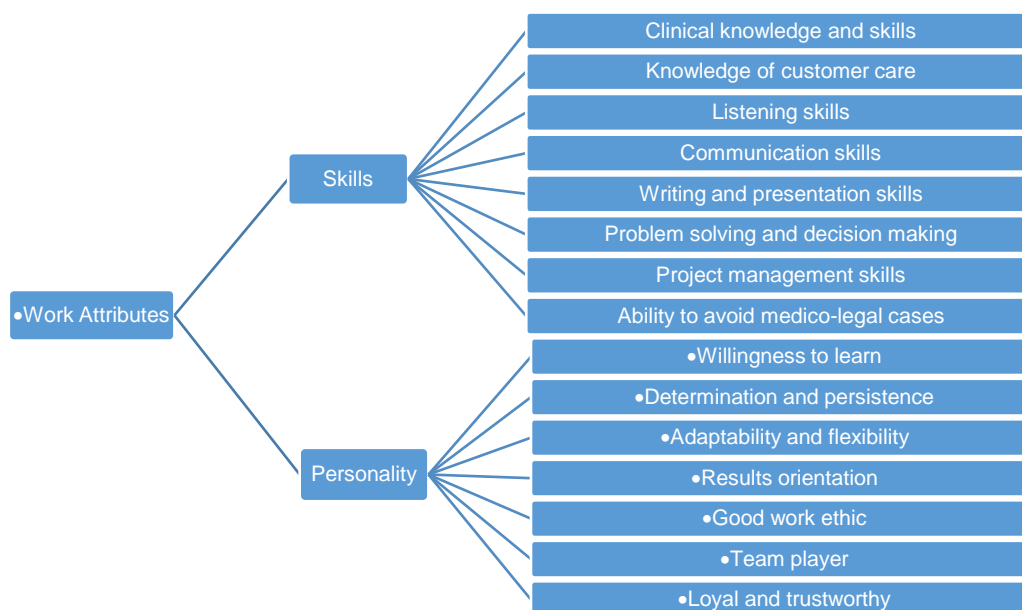 •Work Attributes
Skills
Clinical knowledge and skills
Knowledge of customer care
Listening skills
Communication skills
Writing and presentation skills
Problem solving and decision making
Project management skills
Ability to avoid medico-legal cases
Personality
•Willingness to learn
•Determination and persistence
•Adaptability and flexibility
•Results orientation
•Good work ethic
•Team player
•Loyal and trustworthy